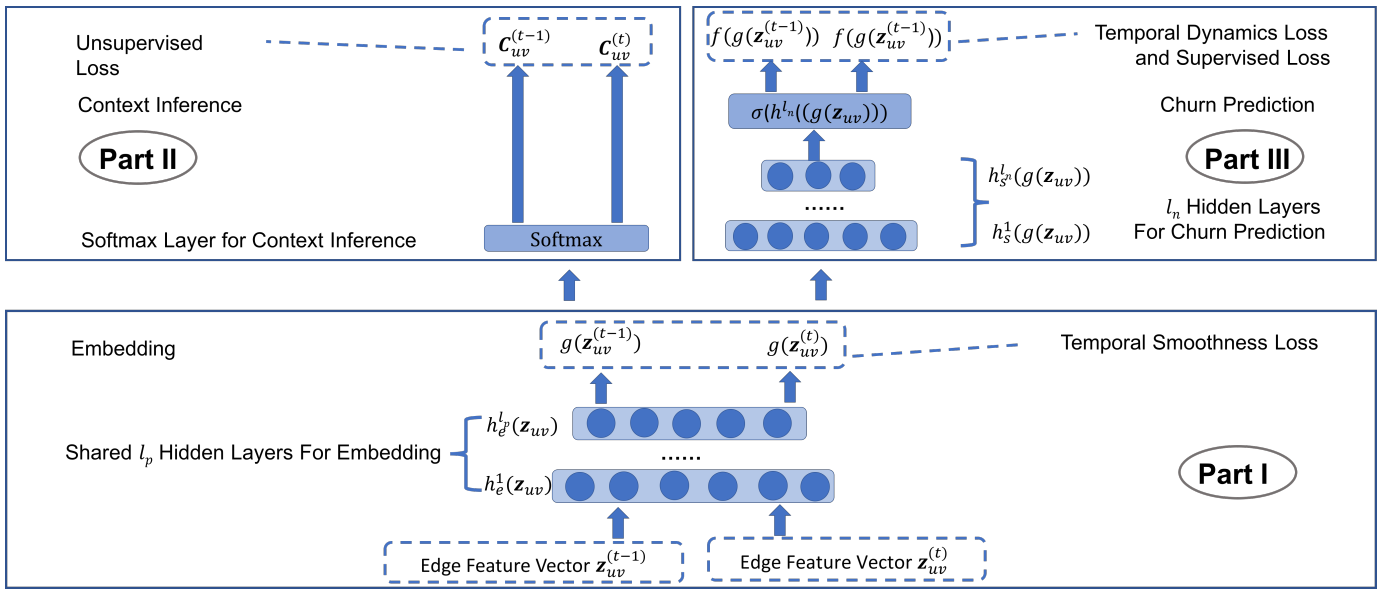 Unsupervised
Loss
Context Inference
Part II
Softmax Layer for Context Inference
𝑪_{uv}^{(t−1)} 𝑪_{uv}^{(t)}
Softmax
f(g(𝒛_{uv}^{(t−1)})) f(g(𝒛_{uv}^{(t−1)}))
σ(h^{l_n}((g(𝒛_{uv})))
......
Temporal Dynamics Loss
and Supervised Loss
Churn Prediction
Part III
h_s^{l_n}(g(𝒛_{uv}))
l_n Hidden Layers
For Churn Prediction
h_s^1(g(𝒛_{uv}))
Embedding
g(𝒛_{uv}^{(t−1)}) g(𝒛_{uv}^{(t)})
Temporal Smoothness Loss
h_e^{l_p}(𝒛_{uv})
Shared l_p Hidden Layers For Embedding
......
h_e^1(𝒛_{uv})
Part I
Edge Feature Vector 𝒛_{uv}^{(t−1)}
Edge Feature Vector 𝒛_{uv}^{(t)}